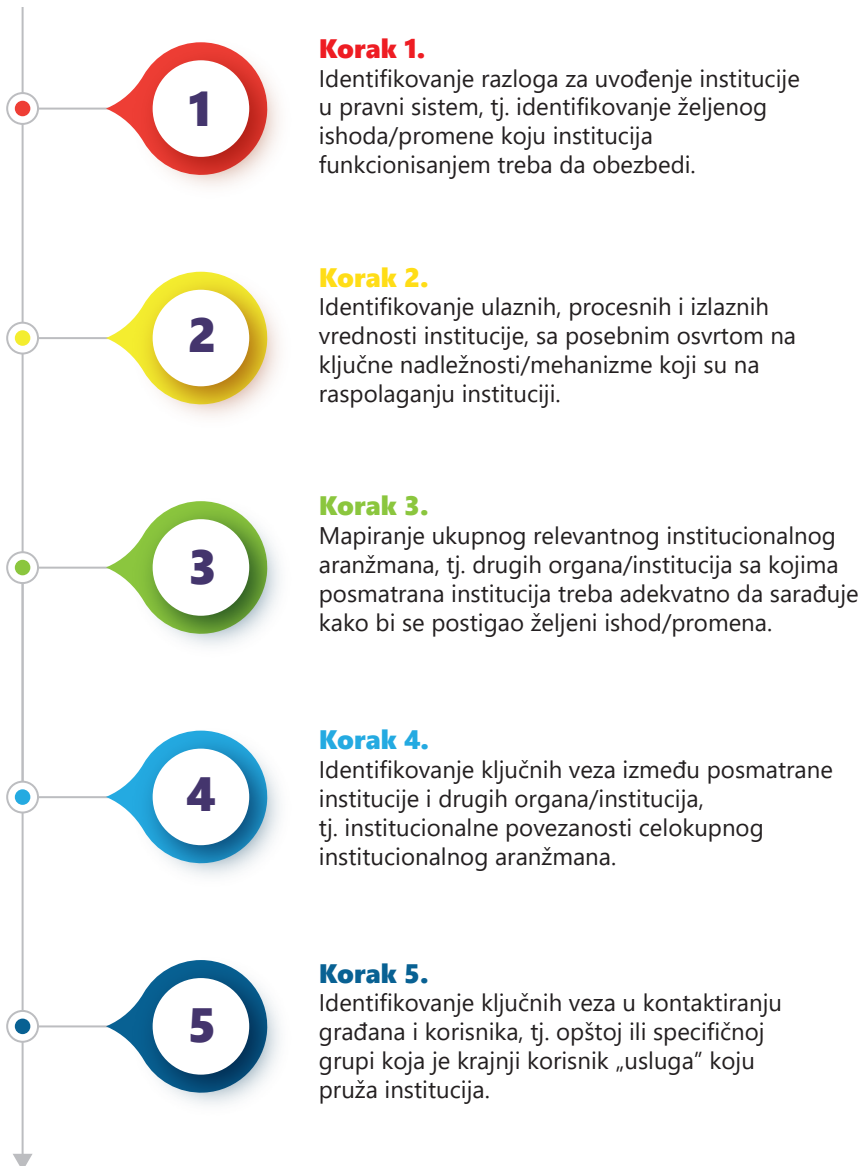 1
Korak 1.
Identifikovanje razloga za uvođenje institucije
u pravni sistem, tj. identifikovanje željenog
ishoda/promene koju institucija
funkcionisanjem treba da obezbedi.
2
Korak 2.
Identifikovanje ulaznih, procesnih i izlaznih
vrednosti institucije, sa posebnim osvrtom na
ključne nadležnosti/mehanizme koji su na
raspolaganju instituciji.
3
Korak 3.
Mapiranje ukupnog relevantnog institucionalnog
aranžmana, tj. drugih organa/institucija sa kojima
posmatrana institucija treba adekvatno da sarađuje
kako bi se postigao željeni ishod/promena.
4
Korak 4.
Identifikovanje ključnih veza između posmatrane
institucije i drugih organa/institucija,
tj. institucionalne povezanosti celokupnog
institucionalnog aranžmana.
5
Korak 5.
Identifikovanje ključnih veza u kontaktiranju
građana i korisnika, tj. opštoj ili specifičnoj
grupi koja je krajnji korisnik „usluga” koju
pruža institucija.